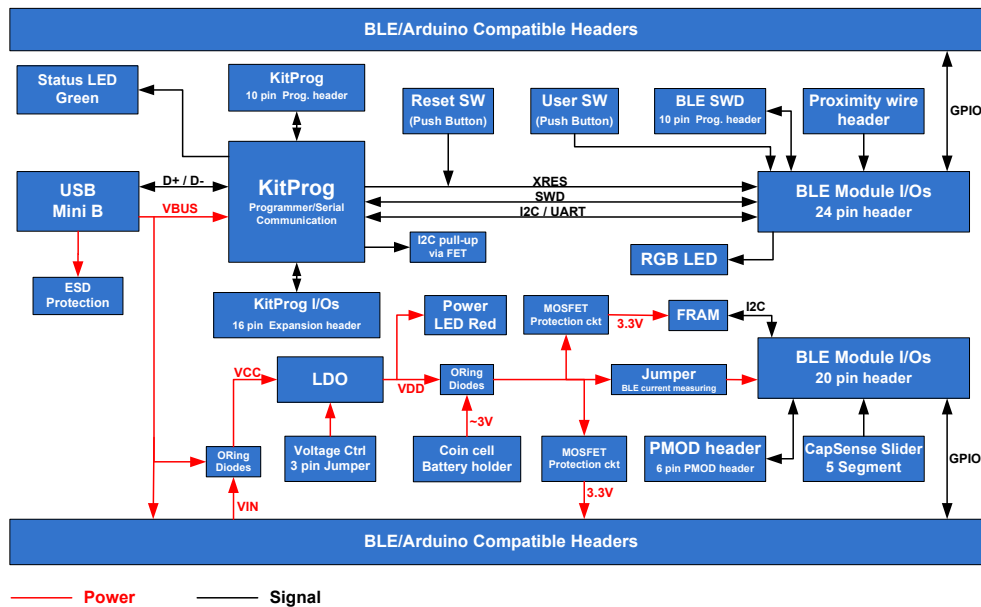 BLE/Arduino Compatible Headers
Status LED
Green
KitProg
10 pin Prog. header
Reset SW
(Push Button)
User SW
(Push Button)
BLE SWD
10 pin Prog. header
Proximity wire
header
GPIO
USB
Mini B
D+ / D-
VBUS
KitProg
Programmer/Serial
Communication
XRES
SWD
I2C / UART
BLE Module I/Os
24 pin header
I2C pull-up
via FET
RGB LED
ESD
Protection
KitProg I/Os
16 pin Expansion header
Power
LED Red
MOSFET
Protection ckt
3.3V
FRAM
I2C
BLE Module I/Os
20 pin header
VCC
LDO
VDD
ORing
Diodes
Jumper
BLE current measuring
~3V
ORing
Diodes
Voltage Ctrl
3 pin Jumper
Coin cell
Battery holder
MOSFET
Protection ckt
PMOD header
6 pin PMOD header
CapSense Slider
5 Segment
GPIO
VIN
3.3V
BLE/Arduino Compatible Headers
Power
Signal